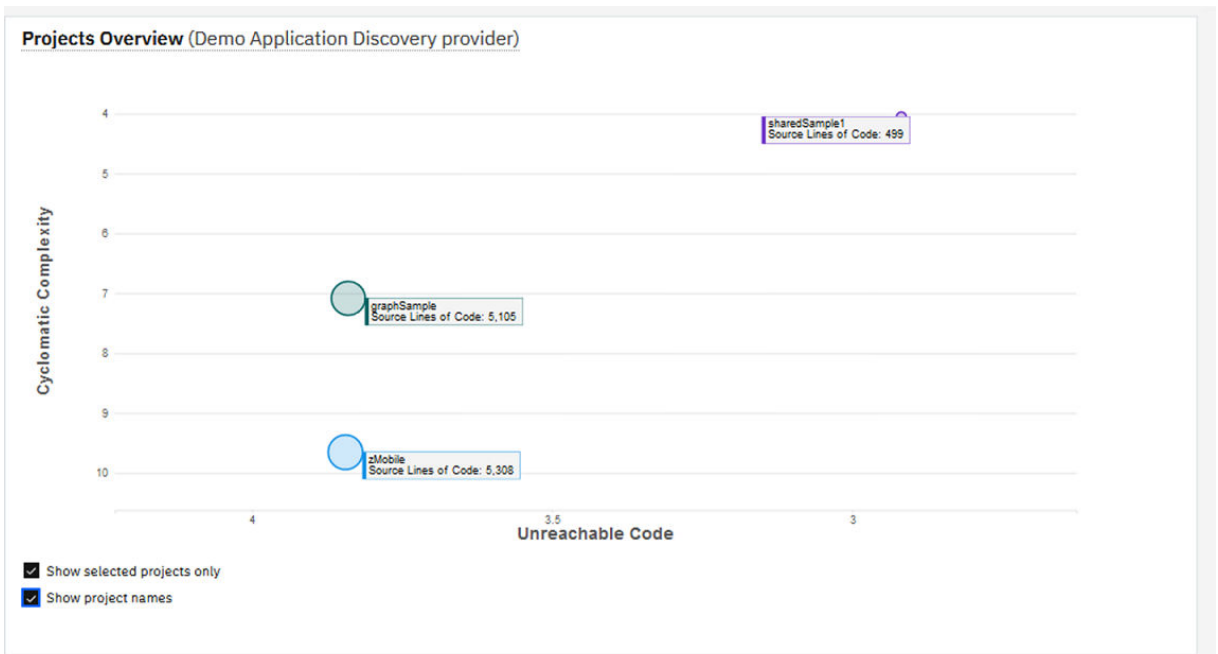 Projects Overview (Demo Application Discovery provider)
4
sharedSample1
Source Lines of Code: 499
5
6
Cyclomatic Complexity
7
graphSample
Source Lines of Code: 5,105
8
9
zMobile
Source Lines of Code: 5,308
10
4
3.5
3
Unreachable Code
Show selected projects only
Show project names